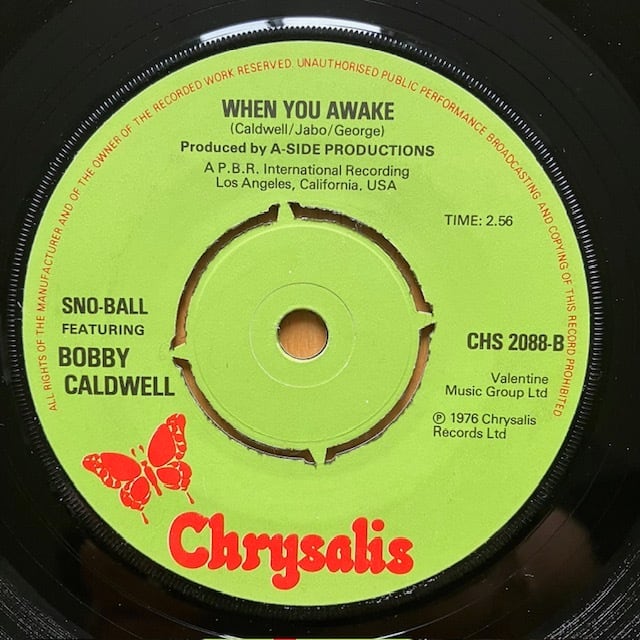 ALL RIGHTS OF THE MANUFACTURER AND OF THE OWNER OF THE RECORDED WORK RESERVED. UNAUTHORISED PUBLIC PERFORMANCE BROADCASTING AND COPYING OF THIS RECORD PROHIBITED
WHEN YOU AWAKE
(Caldwell/Jabo/George)
Produced by A-SIDE PRODUCTIONS
A P.B.R. International Recording
Los Angeles, California. USA
TIME: 2.56
SNO-BALL
FEATURING
BOBBY
CALDWELL
CHS 2088-B
Valentine
Music Group Ltd
℗ 1976 Chrysalis
Records Ltd
Chrysalis